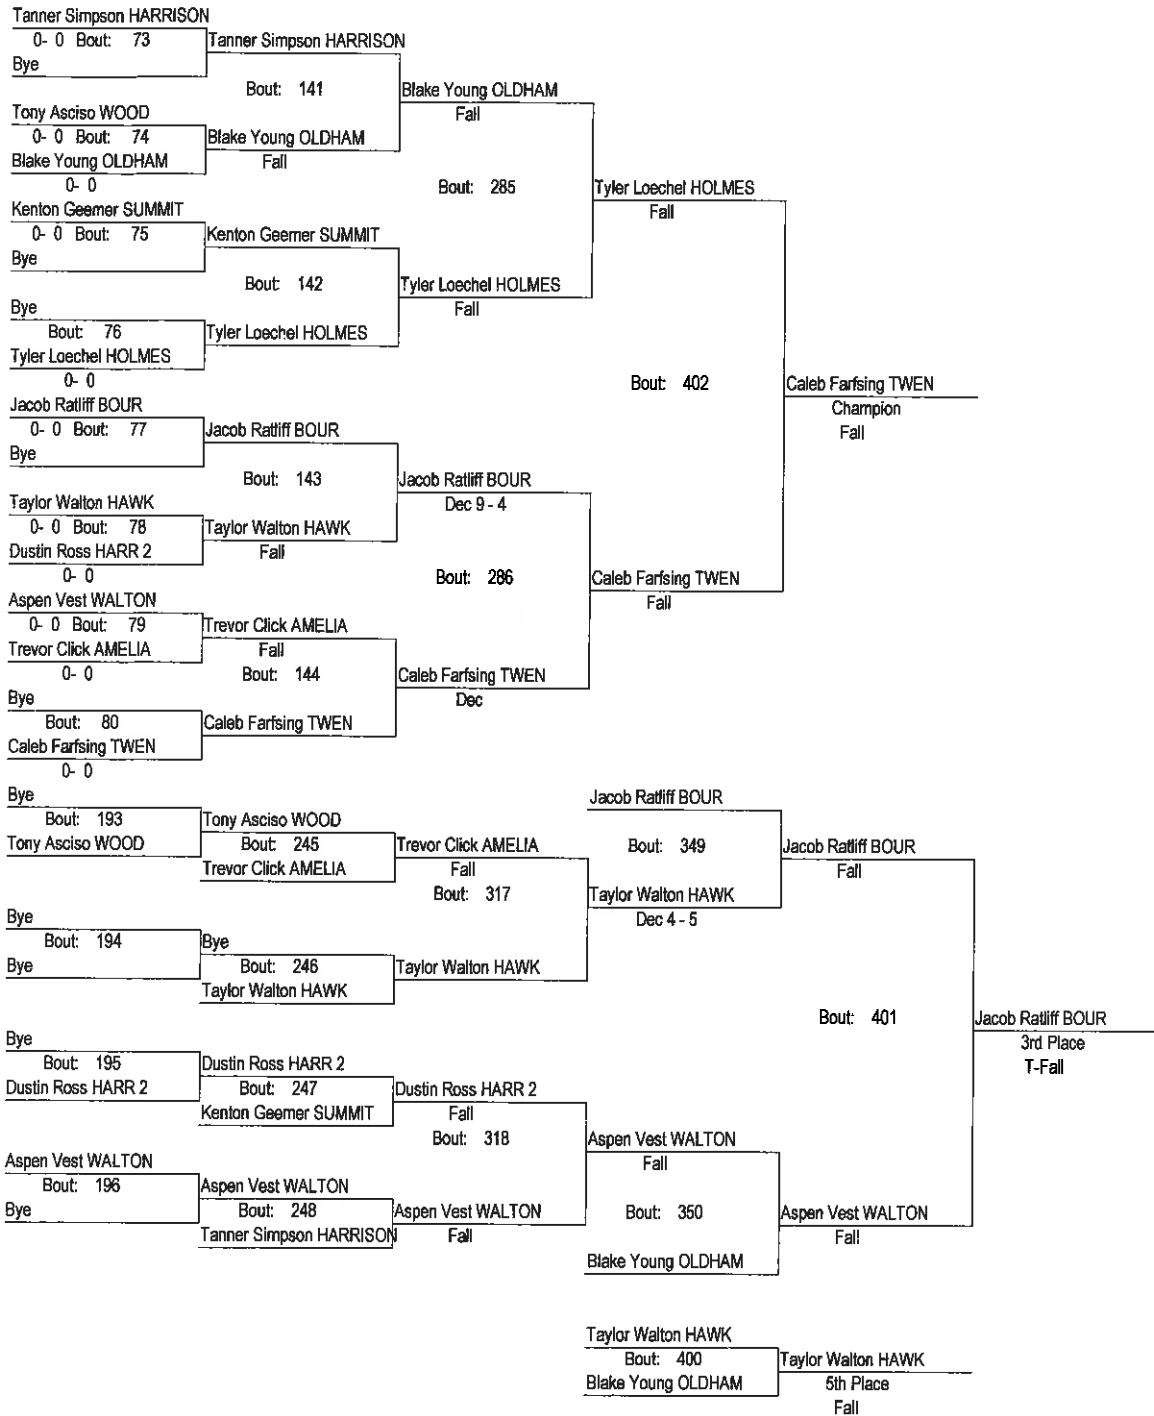 Tanner Simpson HARRISON
0- 0 Bout: 73
Bye
Tanner Simpson HARRISON
Bout: 141
Tony Asciso WOOD
0- 0 Bout: 74
Blake Young OLDHAM
0- 0
Blake Young OLDHAM
Fall
Blake Young OLDHAM
Fall
Bout: 285
Kenton Geemer SUMMIT
0- 0 Bout: 75
Bye
Kenton Geemer SUMMIT
Bout: 142
Bye
Bout: 76
Tyler Loechel HOLMES
0- 0
Tyler Loechel HOLMES
Tyler Loechel HOLMES
Fall
Tyler Loechel HOLMES
Fall
Bout: 402
Jacob Ratliff BOUR
0- 0 Bout: 77
Bye
Jacob Ratliff BOUR
Bout: 143
Taylor Walton HAWK
0- 0 Bout: 78
Dustin Ross HARR 2
0- 0
Taylor Walton HAWK
Fall
Jacob Ratliff BOUR
Dec 9 - 4
Bout: 286
Aspen Vest WALTON
0- 0 Bout: 79
Trevor Click AMELIA
0- 0
Trevor Click AMELIA
Fall
Bout: 144
Bye
Bout: 80
Caleb Farfsing TWEN
0- 0
Caleb Farfsing TWEN
Caleb Farfsing TWEN
Dec
Caleb Farfsing TWEN
Fall
Caleb Farfsing TWEN
Champion
Fall
Bye
Bout: 193
Tony Asciso WOOD
Tony Asciso WOOD
Bout: 245
Trevor Click AMELIA
Trevor Click AMELIA
Fall
Bout: 317
Bye
Bout: 194
Bye
Bye
Bout: 246
Taylor Walton HAWK
Taylor Walton HAWK
Jacob Ratliff BOUR
Bout: 349
Taylor Walton HAWK
Dec 4 - 5
Jacob Ratliff BOUR
Fall
Bout: 401
Bye
Bout: 195
Dustin Ross HARR 2
Dustin Ross HARR 2
Bout: 247
Kenton Geemer SUMMIT
Dustin Ross HARR 2
Fall
Bout: 318
Aspen Vest WALTON
Bout: 196
Bye
Aspen Vest WALTON
Bout: 248
Tanner Simpson HARRISON
Aspen Vest WALTON
Fall
Aspen Vest WALTON
Fall
Bout: 350
Blake Young OLDHAM
Aspen Vest WALTON
Fall
Jacob Ratliff BOUR
3rd Place
T-Fall
Taylor Walton HAWK
Bout: 400
Blake Young OLDHAM
Taylor Walton HAWK
5th Place
Fall